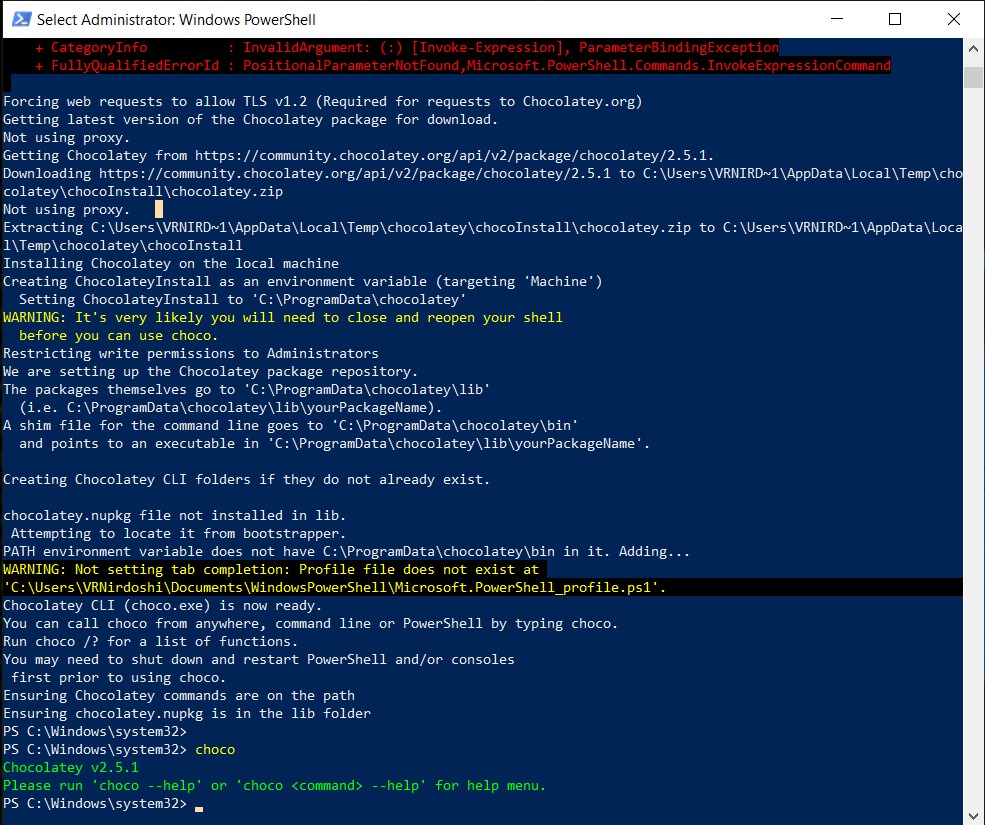 Select Administrator: Windows PowerShell
+ CategoryInfo          : InvalidArgument: (:) [Invoke-Expression], ParameterBindingException
+ FullyQualifiedErrorId : PositionalParameterNotFound,Microsoft.PowerShell.Commands.InvokeExpressionCommand
Forcing web requests to allow TLS v1.2 (Required for requests to Chocolatey.org)
Getting latest version of the Chocolatey package for download.
Not using proxy.
Getting Chocolatey from https://community.chocolatey.org/api/v2/package/chocolatey/2.5.1.
Downloading https://community.chocolatey.org/api/v2/package/chocolatey/2.5.1 to C:\Users\VRNIRD~1\AppData\Local\Temp\cho
colatey\chocoInstall\chocolatey.zip
Not using proxy.
Extracting C:\Users\VRNIRD~1\AppData\Local\Temp\chocolatey\chocoInstall\chocolatey.zip to C:\Users\VRNIRD~1\AppData\Loca
l\Temp\chocolatey\chocoInstall
Installing Chocolatey on the local machine
Creating ChocolateyInstall as an environment variable (targeting 'Machine')
  Setting ChocolateyInstall to 'C:\ProgramData\chocolatey'
WARNING: It's very likely you will need to close and reopen your shell
  before you can use choco.
Restricting write permissions to Administrators
We are setting up the Chocolatey package repository.
The packages themselves go to 'C:\ProgramData\chocolatey\lib'
  (i.e. C:\ProgramData\chocolatey\lib\yourPackageName).
A shim file for the command line goes to 'C:\ProgramData\chocolatey\bin'
  and points to an executable in 'C:\ProgramData\chocolatey\lib\yourPackageName'.
Creating Chocolatey CLI folders if they do not already exist.
chocolatey.nupkg file not installed in lib.
 Attempting to locate it from bootstrapper.
PATH environment variable does not have C:\ProgramData\chocolatey\bin in it. Adding...
WARNING: Not setting tab completion: Profile file does not exist at
'C:\Users\VRNirdoshi\Documents\WindowsPowerShell\Microsoft.PowerShell_profile.ps1'.
Chocolatey CLI (choco.exe) is now ready.
You can call choco from anywhere, command line or PowerShell by typing choco.
Run choco /? for a list of functions.
You may need to shut down and restart PowerShell and/or consoles
 first prior to using choco.
Ensuring Chocolatey commands are on the path
Ensuring chocolatey.nupkg is in the lib folder
PS C:\Windows\system32>
PS C:\Windows\system32> choco
Chocolatey v2.5.1
Please run 'choco --help' or 'choco <command> --help' for help menu.
PS C:\Windows\system32>